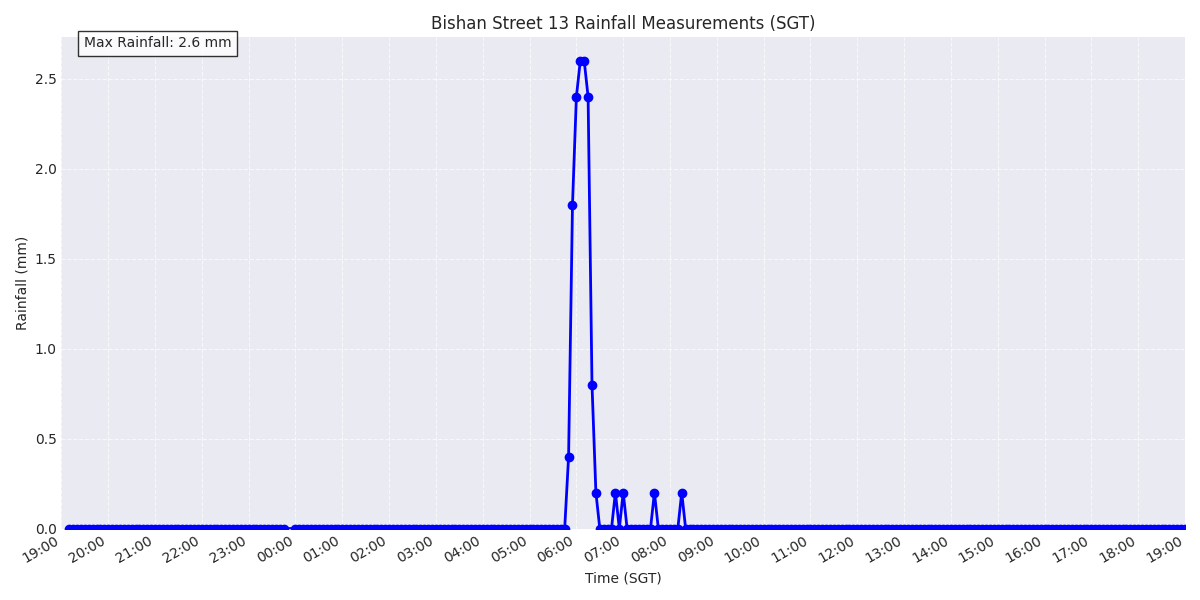 Bishan Street 13 Rainfall Measurements (SGT)
Max Rainfall: 2.6 mm
2.5
2.0
1.5
1.0
0.5
0.0
Rainfall (mm)
19:00 20:00 21:00 22:00 23:00 00:00 01:00 02:00 03:00 04:00 05:00 06:00 07:00 08:00 09:00 10:00 11:00 12:00 13:00 14:00 15:00 16:00 17:00 18:00 19:00
Time (SGT)